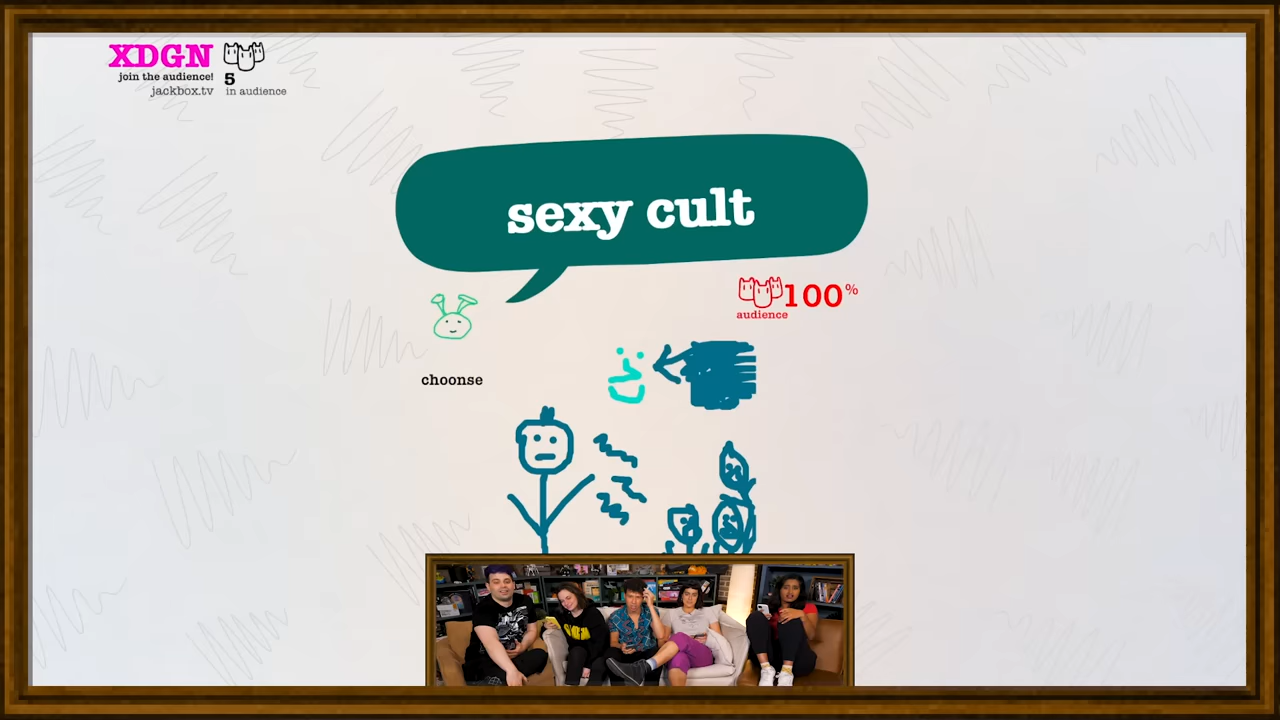 XDGN
join the audience!
jackbox.tv
5
in audience
sexy cult
100%
audience
choonse